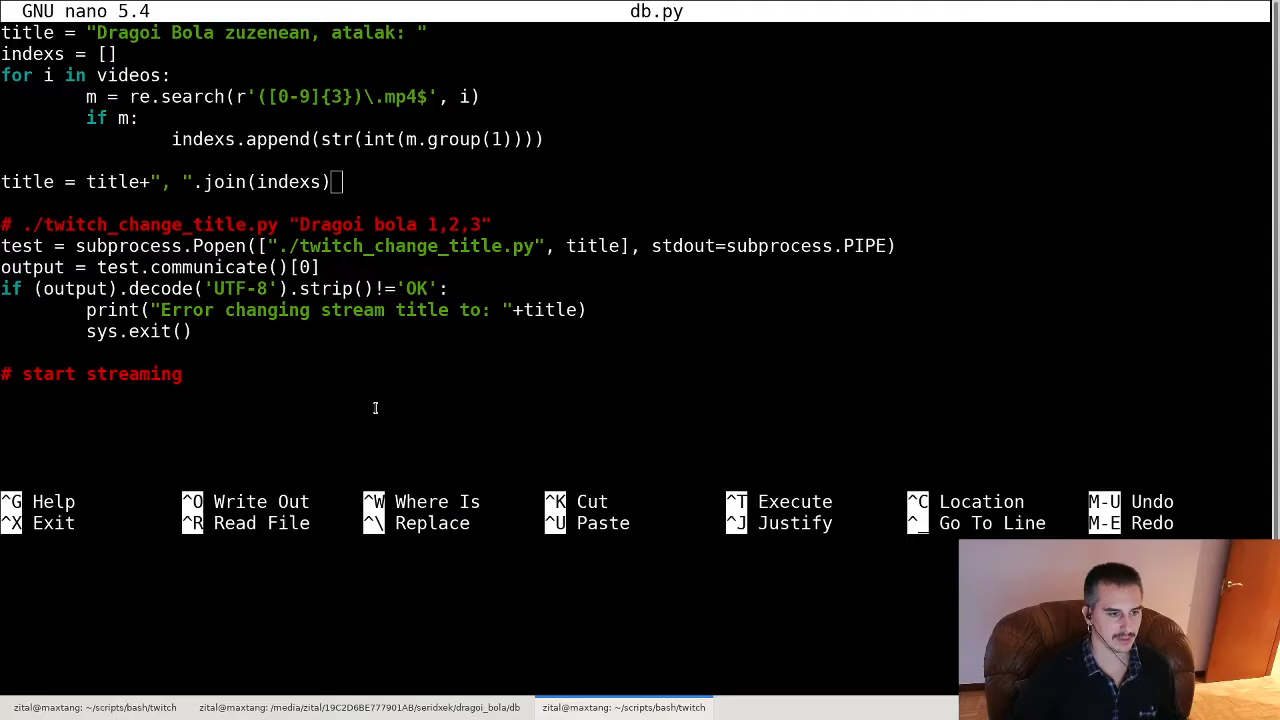 GNU nano 5.4 db.py
title = "Dragoi Bola zuzenean, atalak: "
indexs = []
for i in videos:
m = re.search(r'([0-9]{3})\.mp4$', i)
if m:
indexs.append(str(int(m.group(1))))
title = title+", ".join(indexs)
# ./twitch_change_title.py "Dragoi bola 1,2,3"
test = subprocess.Popen(["./twitch_change_title.py", title], stdout=subprocess.PIPE)
output = test.communicate()[0]
if (output).decode('UTF-8').strip()!='OK':
print("Error changing stream title to: "+title)
sys.exit()
# start streaming
^G Help ^O Write Out ^W Where Is ^K Cut ^T Execute ^C Location M-U Undo
^X Exit ^R Read File ^\ Replace ^U Paste ^J Justify ^_ Go To Line M-E Redo
zital@maxtang: ~/scripts/bash/twitch zital@maxtang: /media/zital/19C2D6BE777901AB/seridxek/dragoi_bola/db zital@maxtang: ~/scripts/bash/twitch